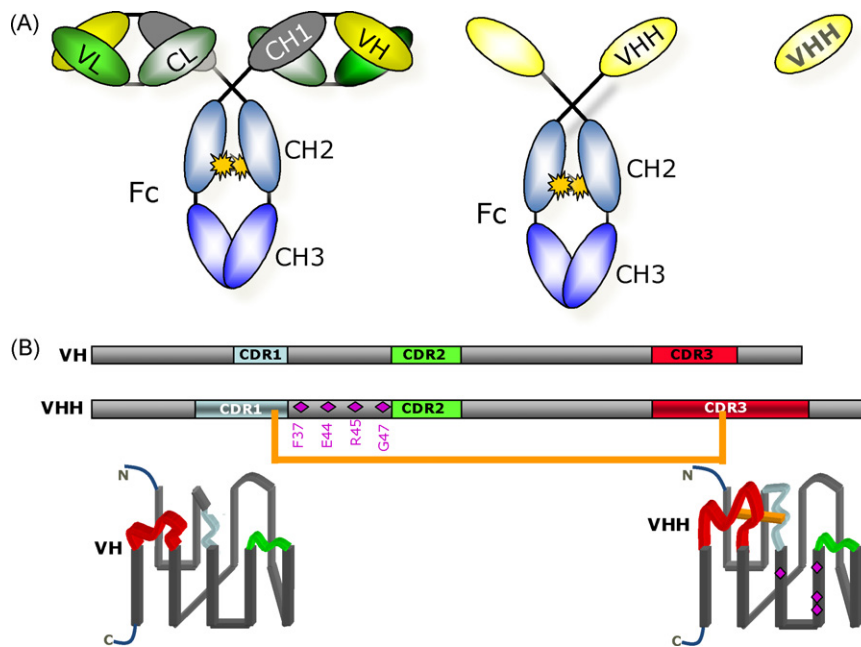 (A)
VL
CL
CH1
VH
CH2
Fc
CH3
VHH
VHH
CH2
Fc
CH3
(B)
VH
CDR1
CDR2
CDR3
VHH
CDR1
CDR2
CDR3
F37
E44
R45
G47
N
VH
C
N
VHH
C